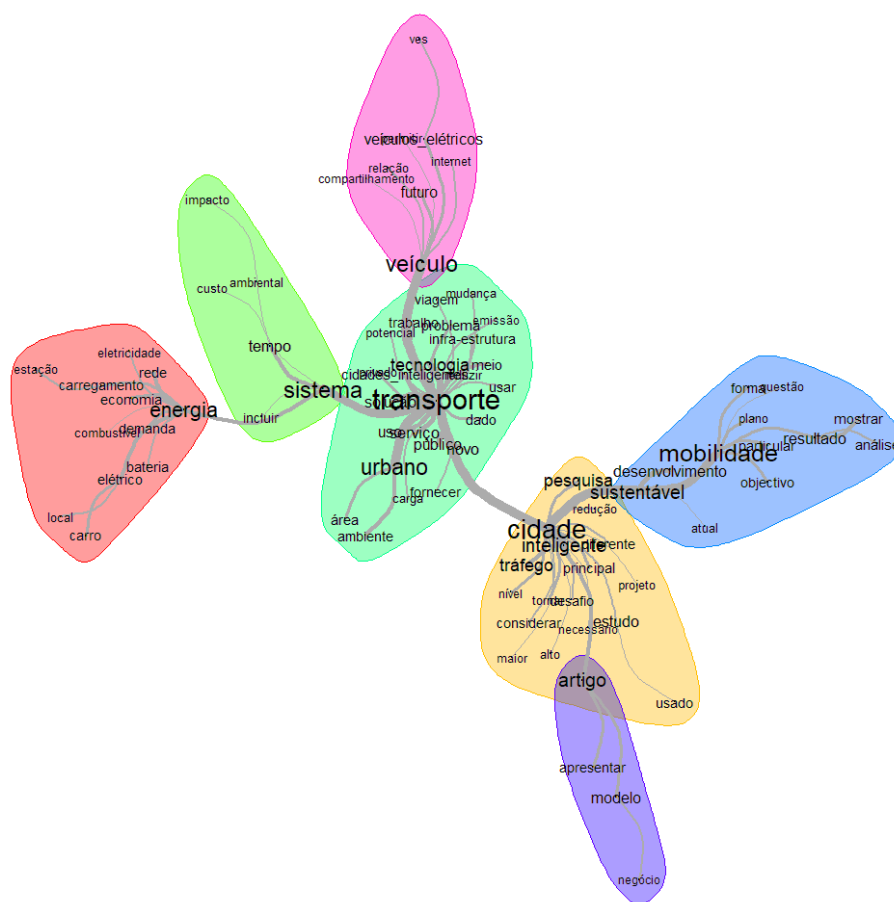 ves
veículos_elétricos
internet
relação
compartilhamento
futuro
veículo
impacto
ambiental
custo
tempo
sistema
incluir
eletricidade
estação
rede
carregamento
economia
energia
combustível
demanda
bateria
elétrico
local
carro
viagem
mudança
trabalho
problema
emissão
potencial
infra-estrutura
tecnologia
meio
cidades_inteligentes
usar
transporte
solução
dado
uso
serviço
público
novo
urbano
carga
fornecer
área
ambiente
forma
questão
plano
mostrar
particular
resultado
análise
mobilidade
desenvolvimento
objectivo
sustentável
atual
pesquisa
redução
cidade
inteligente
tráfego
principal
projeto
nível
desafio
considerar
estudo
necessário
maior
alto
usado
artigo
apresentar
modelo
negócio